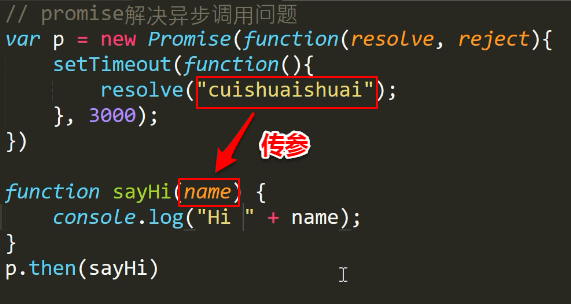 // promise解决异步调用问题
var p = new Promise(function(resolve, reject){
    setTimeout(function(){
        resolve("cuishuaishuai");
    }, 3000);
})
传参
function sayHi(name) {
    console.log("Hi " + name);
}
p.then(sayHi)